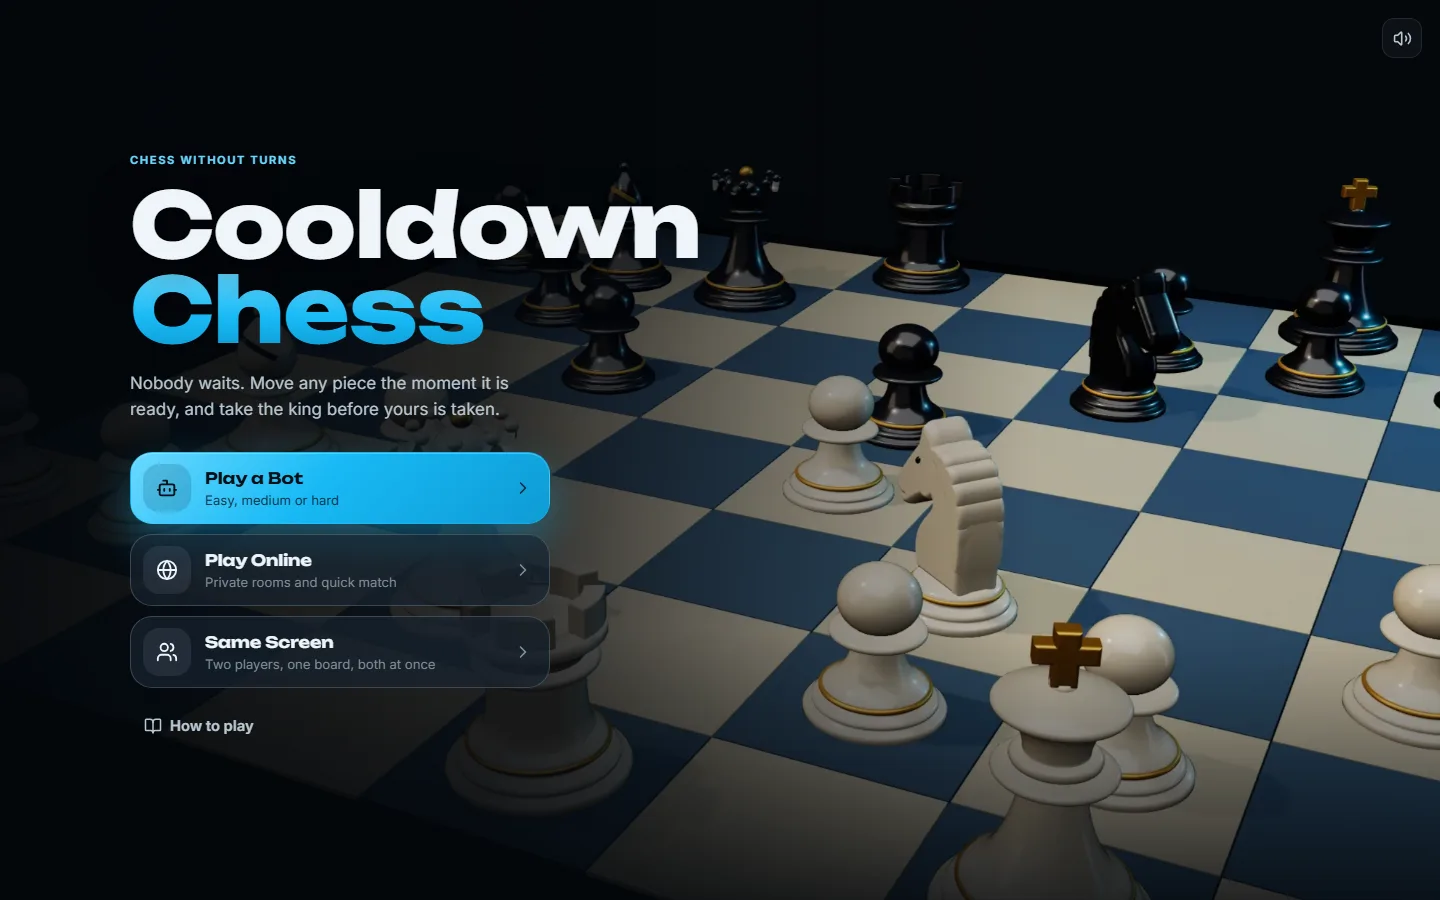 CHESS WITHOUT TURNS
Cooldown
Chess
Nobody waits. Move any piece the moment it is
ready, and take the king before yours is taken.
Play a Bot
Easy, medium or hard
Play Online
Private rooms and quick match
Same Screen
Two players, one board, both at once
How to play